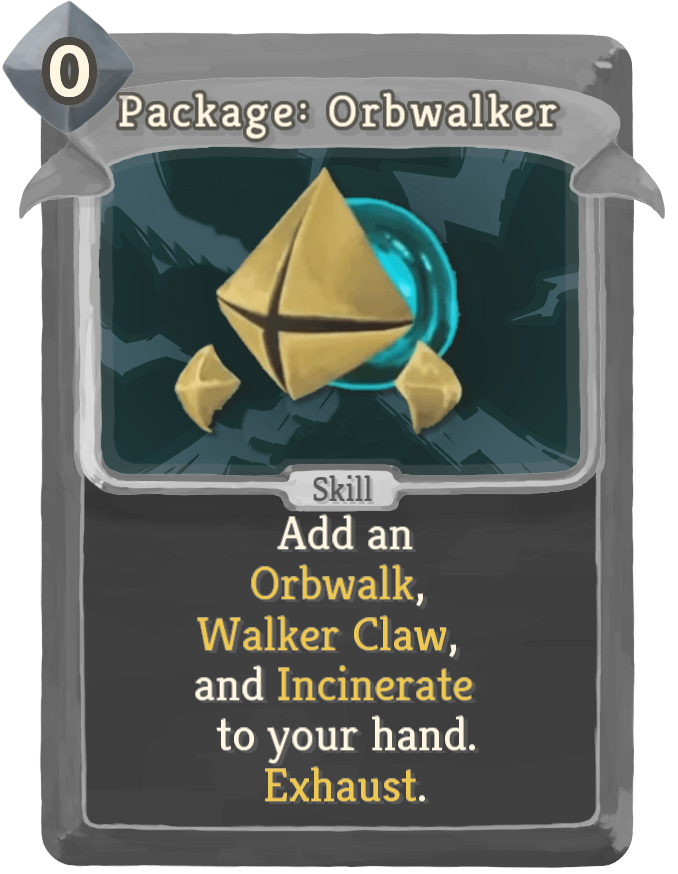 0
Package: Orbwalker
Skill
Add an
Orbwalk,
Walker Claw,
and Incinerate
to your hand.
Exhaust.